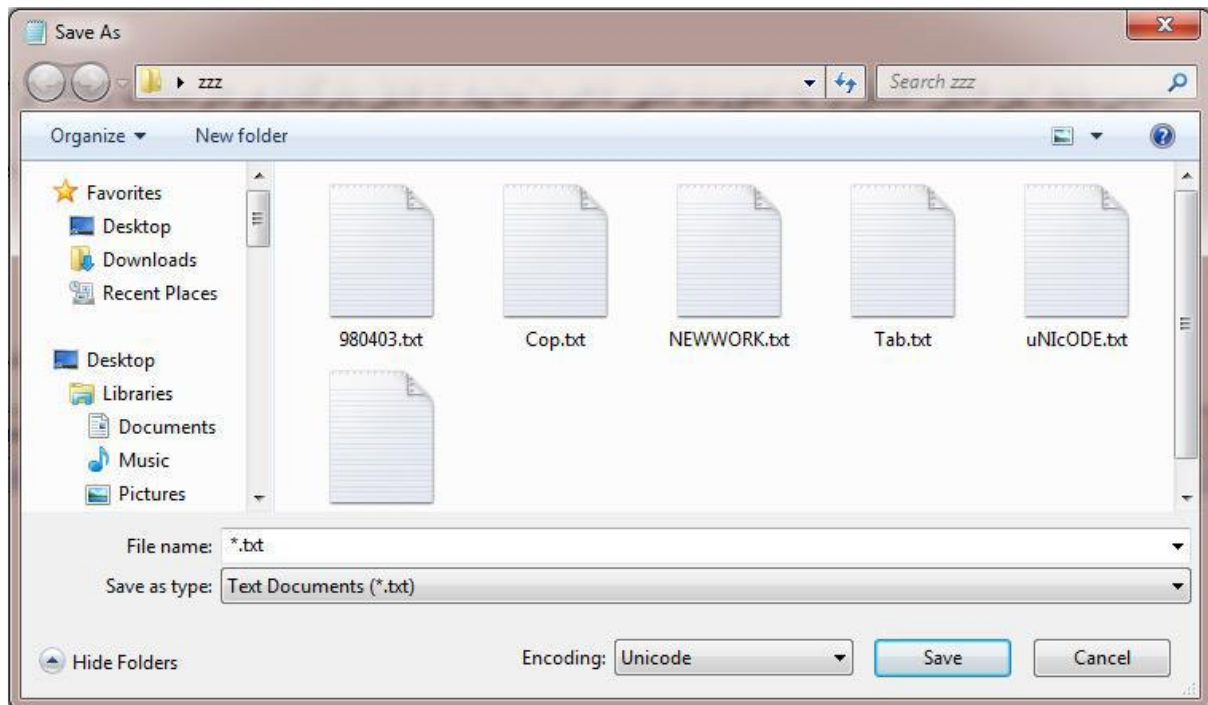 Save As
zzz
Search zzz
Organize
New folder
Favorites
Desktop
Downloads
Recent Places
Desktop
Libraries
Documents
Music
Pictures
980403.txt
Cop.txt
NEWWORK.txt
Tab.txt
uNIcODE.txt
File name: *.txt
Save as type: Text Documents (*.txt)
Hide Folders
Encoding: Unicode
Save
Cancel